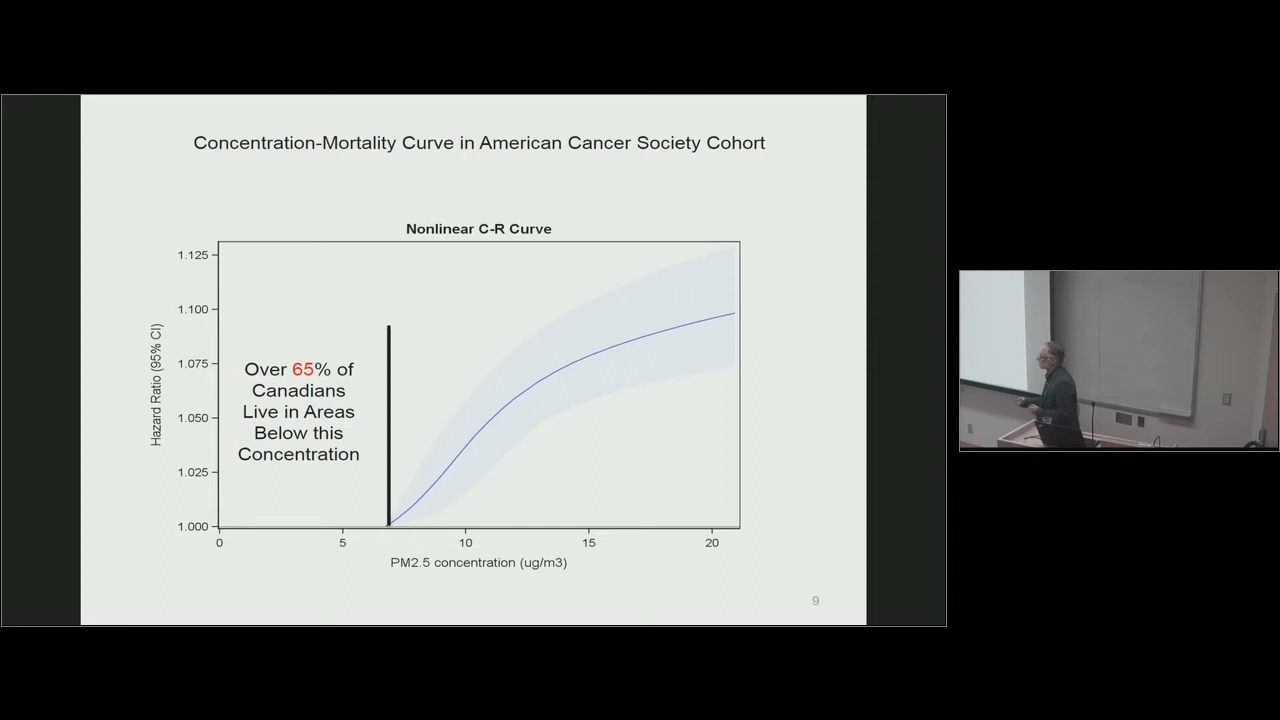 Concentration-Mortality Curve in American Cancer Society Cohort
Nonlinear C-R Curve
1.125
1.100
1.075
1.050
1.025
1.000
Hazard Ratio (95% CI)
Over 65% of
Canadians
Live in Areas
Below this
Concentration
0
5
10
15
20
PM2.5 concentration (ug/m3)
9